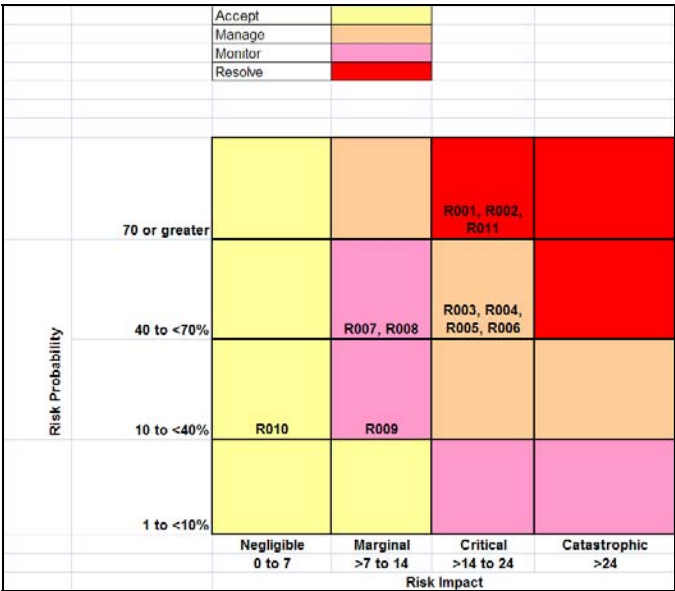 Accept
Manage
Monitor
Resolve
70 or greater
R001, R002,
R011
40 to <70%
R007, R008
R003, R004,
R005, R006
Risk Probability
10 to <40%
R010
R009
1 to <10%
Negligible
Marginal
Critical
Catastrophic
0 to 7
>7 to 14
>14 to 24
>24
Risk Impact